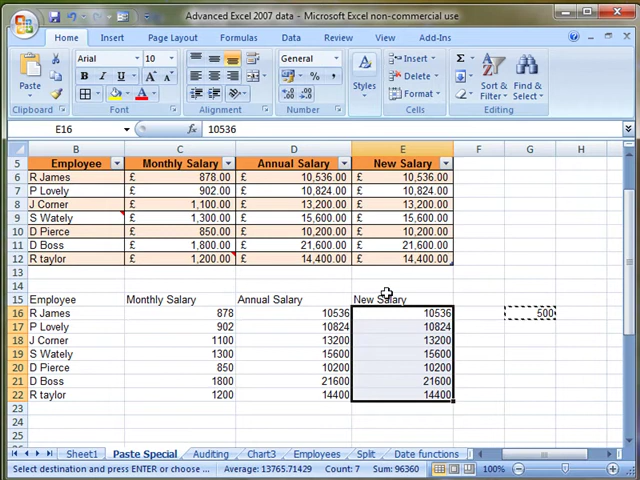 Advanced Excel 2007 data - Microsoft Excel non-commercial use
Home Insert Page Layout Formulas Data Review View
Paste
Clipboard
Arial 10
B I U
Font
Alignment
General
%
Number
Styles
Insert
Delete
Format
Cells
Sort & Filter
Find & Select
Editing
E16 fx 10536
B C D E F G H
5 Employee Monthly Salary Annual Salary New Salary
6 R James £ 878.00 £ 10,536.00 £ 10,536.00
7 P Lovely £ 902.00 £ 10,824.00 £ 10,824.00
8 J Corner £ 1,100.00 £ 13,200.00 £ 13,200.00
9 S Wately £ 1,300.00 £ 15,600.00 £ 15,600.00
10 D Pierce £ 850.00 £ 10,200.00 £ 10,200.00
11 D Boss £ 1,800.00 £ 21,600.00 £ 21,600.00
12 R taylor £ 1,200.00 £ 14,400.00 £ 14,400.00
13
14
15 Employee Monthly Salary Annual Salary New Salary
16 R James 878 10536 10536 500
17 P Lovely 902 10824 10824
18 J Corner 1100 13200 13200
19 S Wately 1300 15600 15600
20 D Pierce 850 10200 10200
21 D Boss 1800 21600 21600
22 R taylor 1200 14400 14400
23
24
25
Sheet1 Paste Special Auditing Chart3 Employees Split Date functions
Select destination and press ENTER or choose ... Average: 13765.71429 Count: 7 Sum: 96360 100%